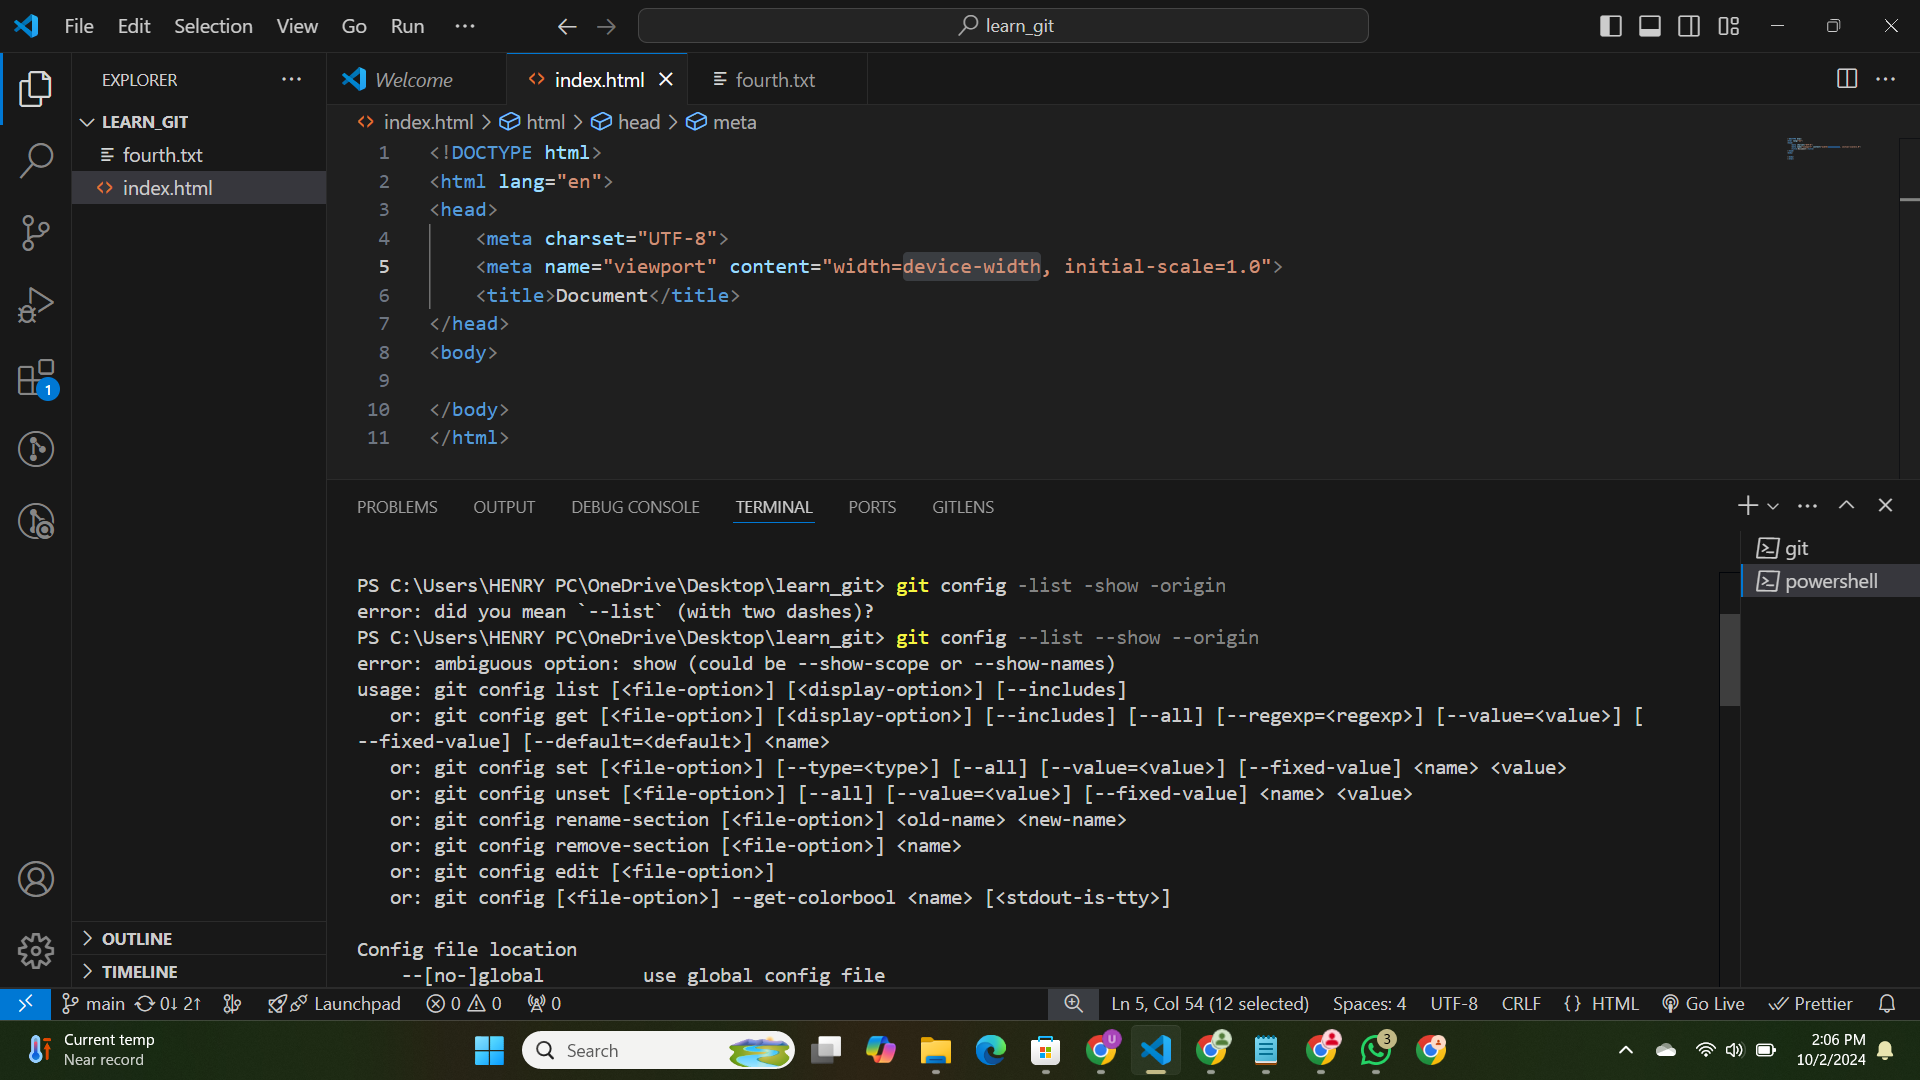 File Edit Selection View Go Run ···
learn_git
EXPLORER
LEARN_GIT
fourth.txt
index.html
1
OUTLINE
TIMELINE
Welcome
index.html
fourth.txt
index.html > html > head > meta
1 <!DOCTYPE html>
2 <html lang="en">
3 <head>
4 <meta charset="UTF-8">
5 <meta name="viewport" content="width=device-width, initial-scale=1.0">
6 <title>Document</title>
7 </head>
8 <body>
9
10 </body>
11 </html>
PROBLEMS OUTPUT DEBUG CONSOLE TERMINAL PORTS GITLENS
git
powershell
PS C:\Users\HENRY PC\OneDrive\Desktop\learn_git> git config -list -show -origin
error: did you mean `--list` (with two dashes)?
PS C:\Users\HENRY PC\OneDrive\Desktop\learn_git> git config --list --show --origin
error: ambiguous option: show (could be --show-scope or --show-names)
usage: git config list [<file-option>] [<display-option>] [--includes]
or: git config get [<file-option>] [<display-option>] [--includes] [--all] [--regexp=<regexp>] [--value=<value>] [
--fixed-value] [--default=<default>] <name>
or: git config set [<file-option>] [--type=<type>] [--all] [--value=<value>] [--fixed-value] <name> <value>
or: git config unset [<file-option>] [--all] [--value=<value>] [--fixed-value] <name> <value>
or: git config rename-section [<file-option>] <old-name> <new-name>
or: git config remove-section [<file-option>] <name>
or: git config edit [<file-option>]
or: git config [<file-option>] --get-colorbool <name> [<stdout-is-tty>]
Config file location
--[no-]global use global config file
main 0↓ 2↑ Launchpad 0 0 0
Ln 5, Col 54 (12 selected) Spaces: 4 UTF-8 CRLF {} HTML Go Live Prettier
Current temp
Near record
Search
U
3
2:06 PM
10/2/2024